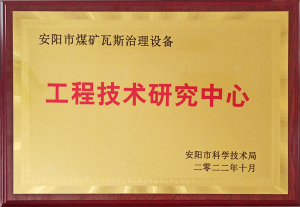 安阳市煤矿瓦斯治理设备
工程技术研究中心
安阳市科学技术局
二零二二年十月